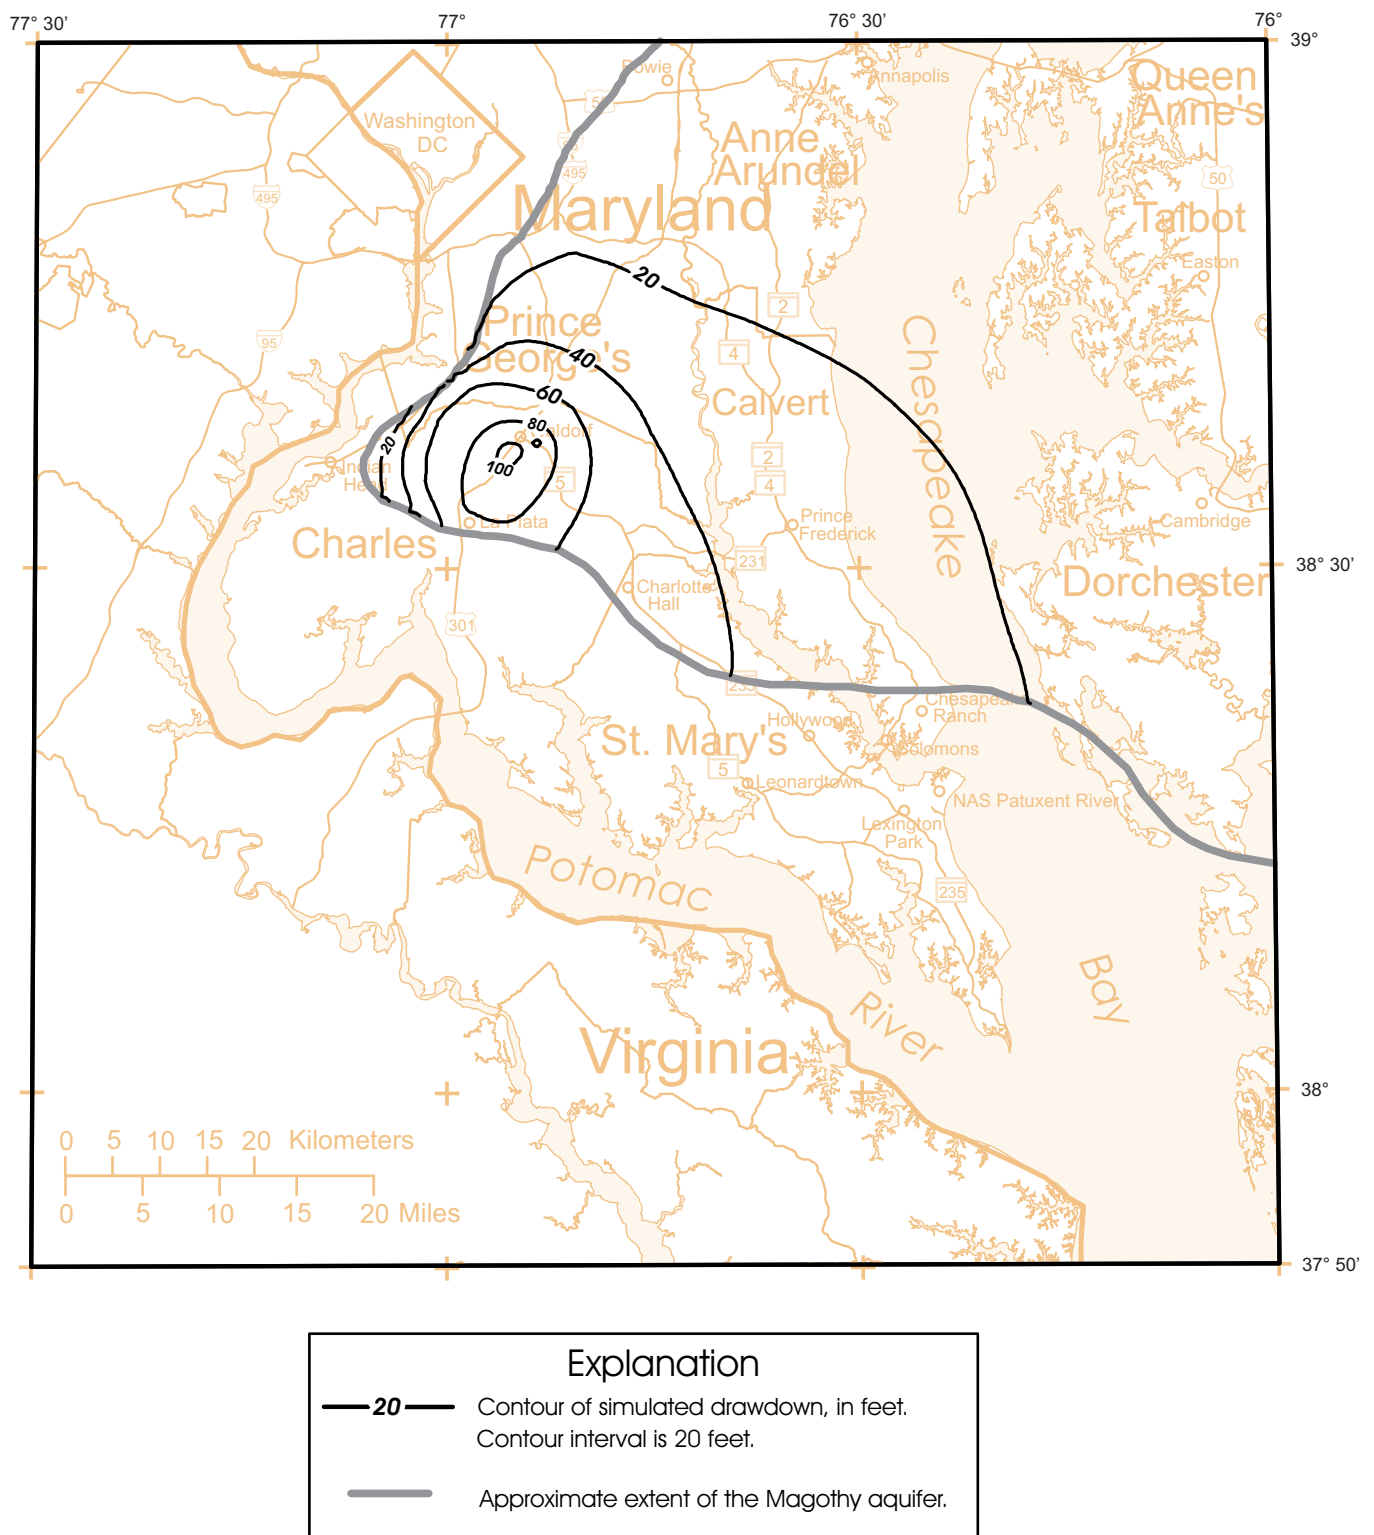 77° 30’
77°
76° 30’
76°
39°
Bowie
Annapolis
Queen
Anne's
Washington
DC
50
Anne
Arundel
495
495
50
Maryland
Talbot
Easton
20
2
Prince
George's
95
4
40
Chesapeake
Calvert
60
80
Waldorf
20
100
2
4
5
Indian
Head
La Plata
Prince
Frederick
Cambridge
Charles
231
38° 30’
Charlotte
Hall
Dorchester
301
235
Chesapeake
Ranch
Hollywood
St. Mary's
Solomons
5
Leonardtown
NAS Patuxent River
Lexington
Park
Potomac
235
Bay
River
Virginia
38°
0 5 10 15 20 Kilometers
0 5 10 15 20 Miles
37° 50’
Explanation
20
Contour of simulated drawdown, in feet.
Contour interval is 20 feet.
Approximate extent of the Magothy aquifer.